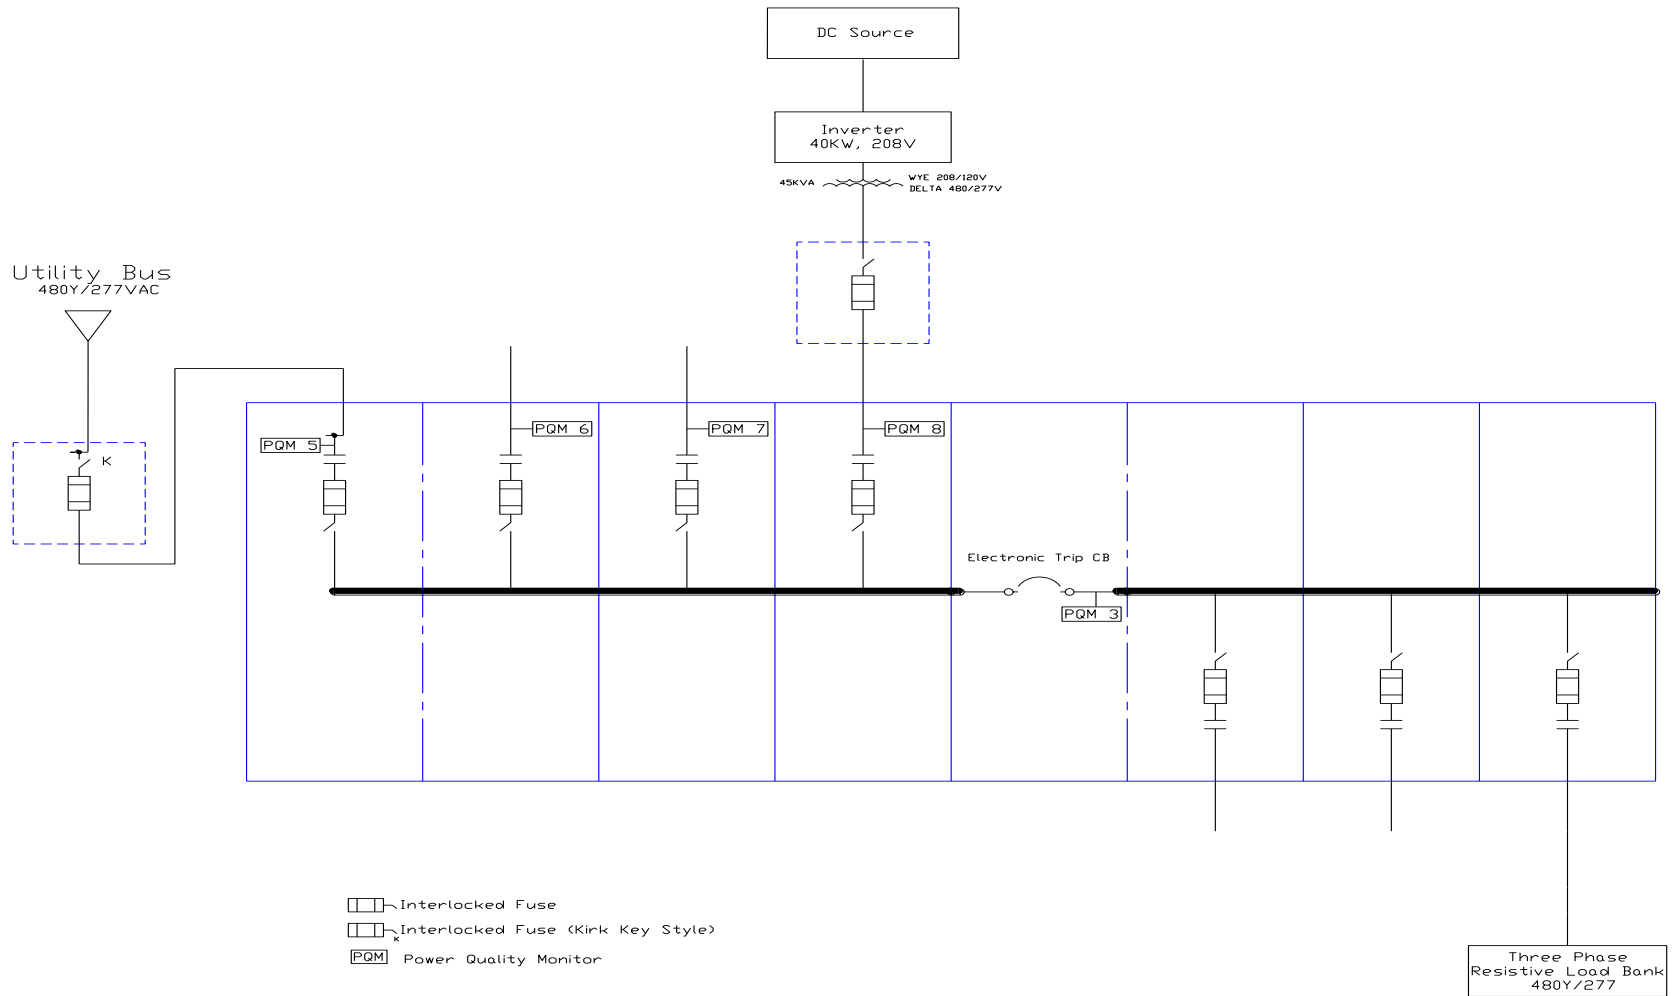 DC Source
Inverter
40KW, 208V
45KVA
WYE 208/120V
DELTA 480/277V
Utility Bus
480Y/277VAC
K
PQM 5
PQM 6
PQM 7
PQM 8
Electronic Trip CB
PQM 3
Interlocked Fuse
Interlocked Fuse (Kirk Key Style)
K
PQM
Power Quality Monitor
Three Phase
Resistive Load Bank
480Y/277